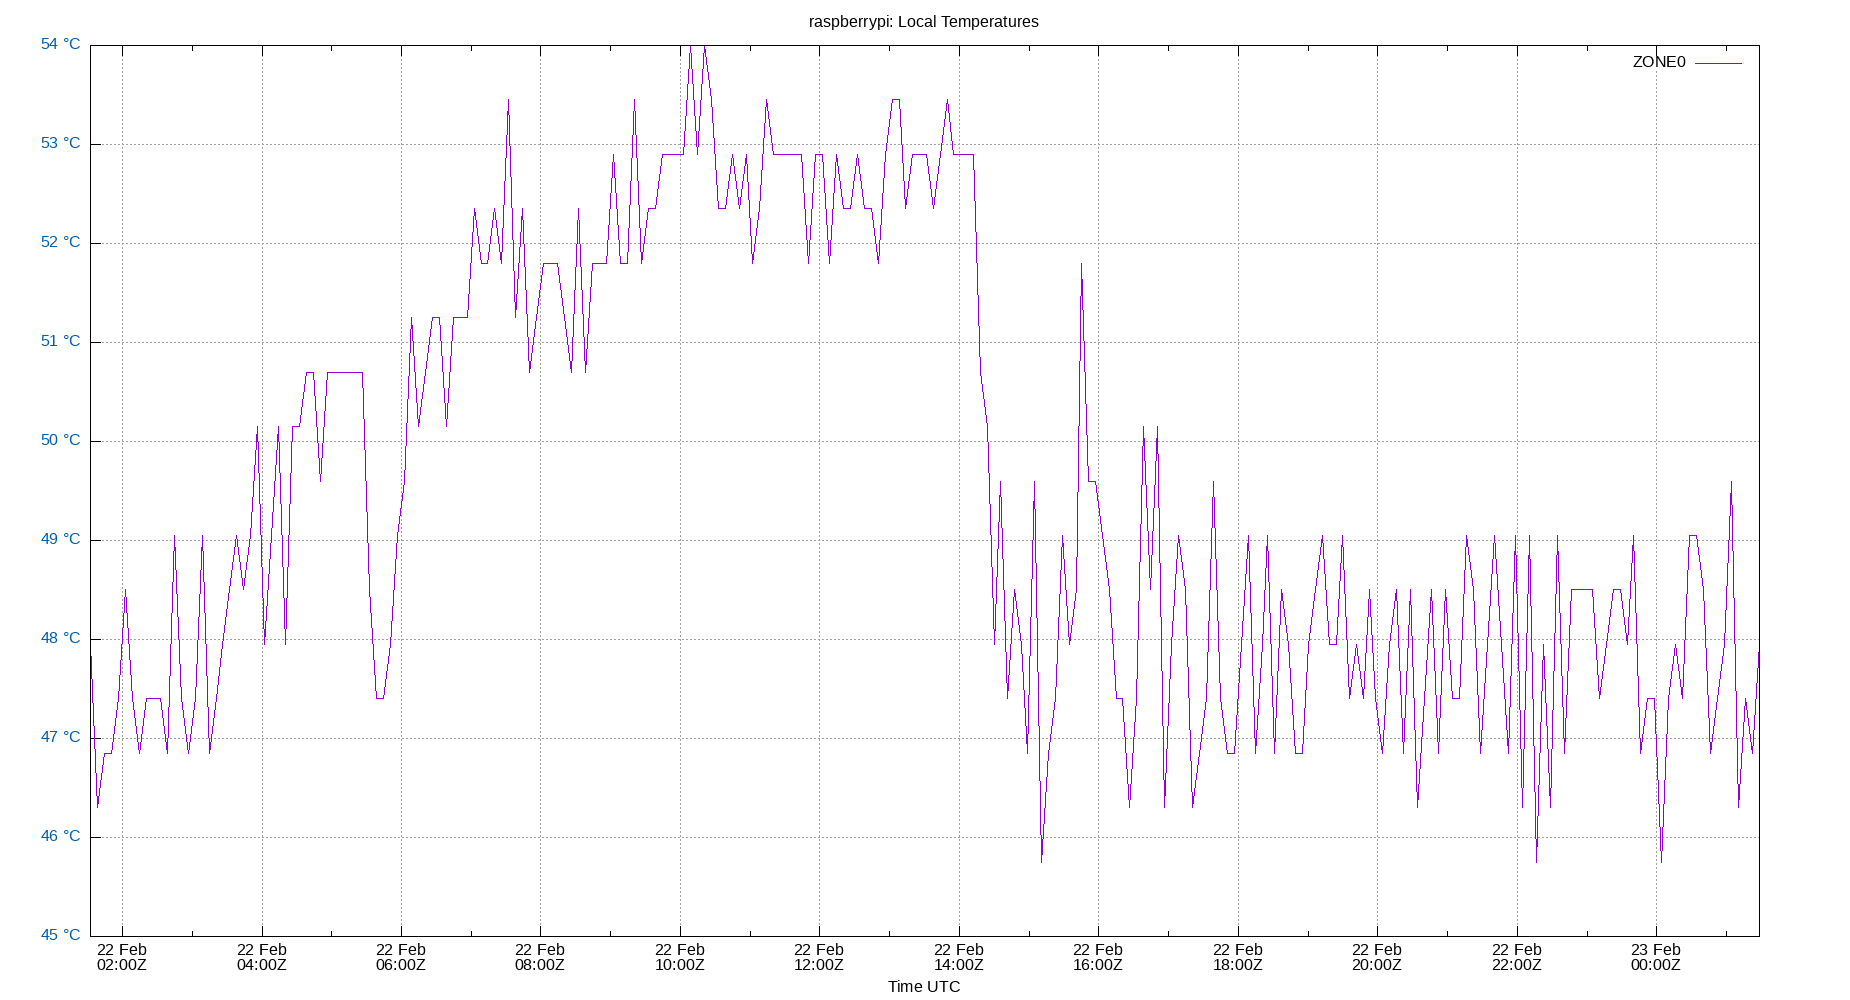 raspberrypi: Local Temperatures
ZONE0
54 °C
53 °C
52 °C
51 °C
50 °C
49 °C
48 °C
47 °C
46 °C
45 °C
22 Feb 22 Feb 22 Feb 22 Feb 22 Feb 22 Feb 22 Feb 22 Feb 22 Feb 22 Feb 22 Feb 23 Feb
02:00Z 04:00Z 06:00Z 08:00Z 10:00Z 12:00Z 14:00Z 16:00Z 18:00Z 20:00Z 22:00Z 00:00Z
Time UTC